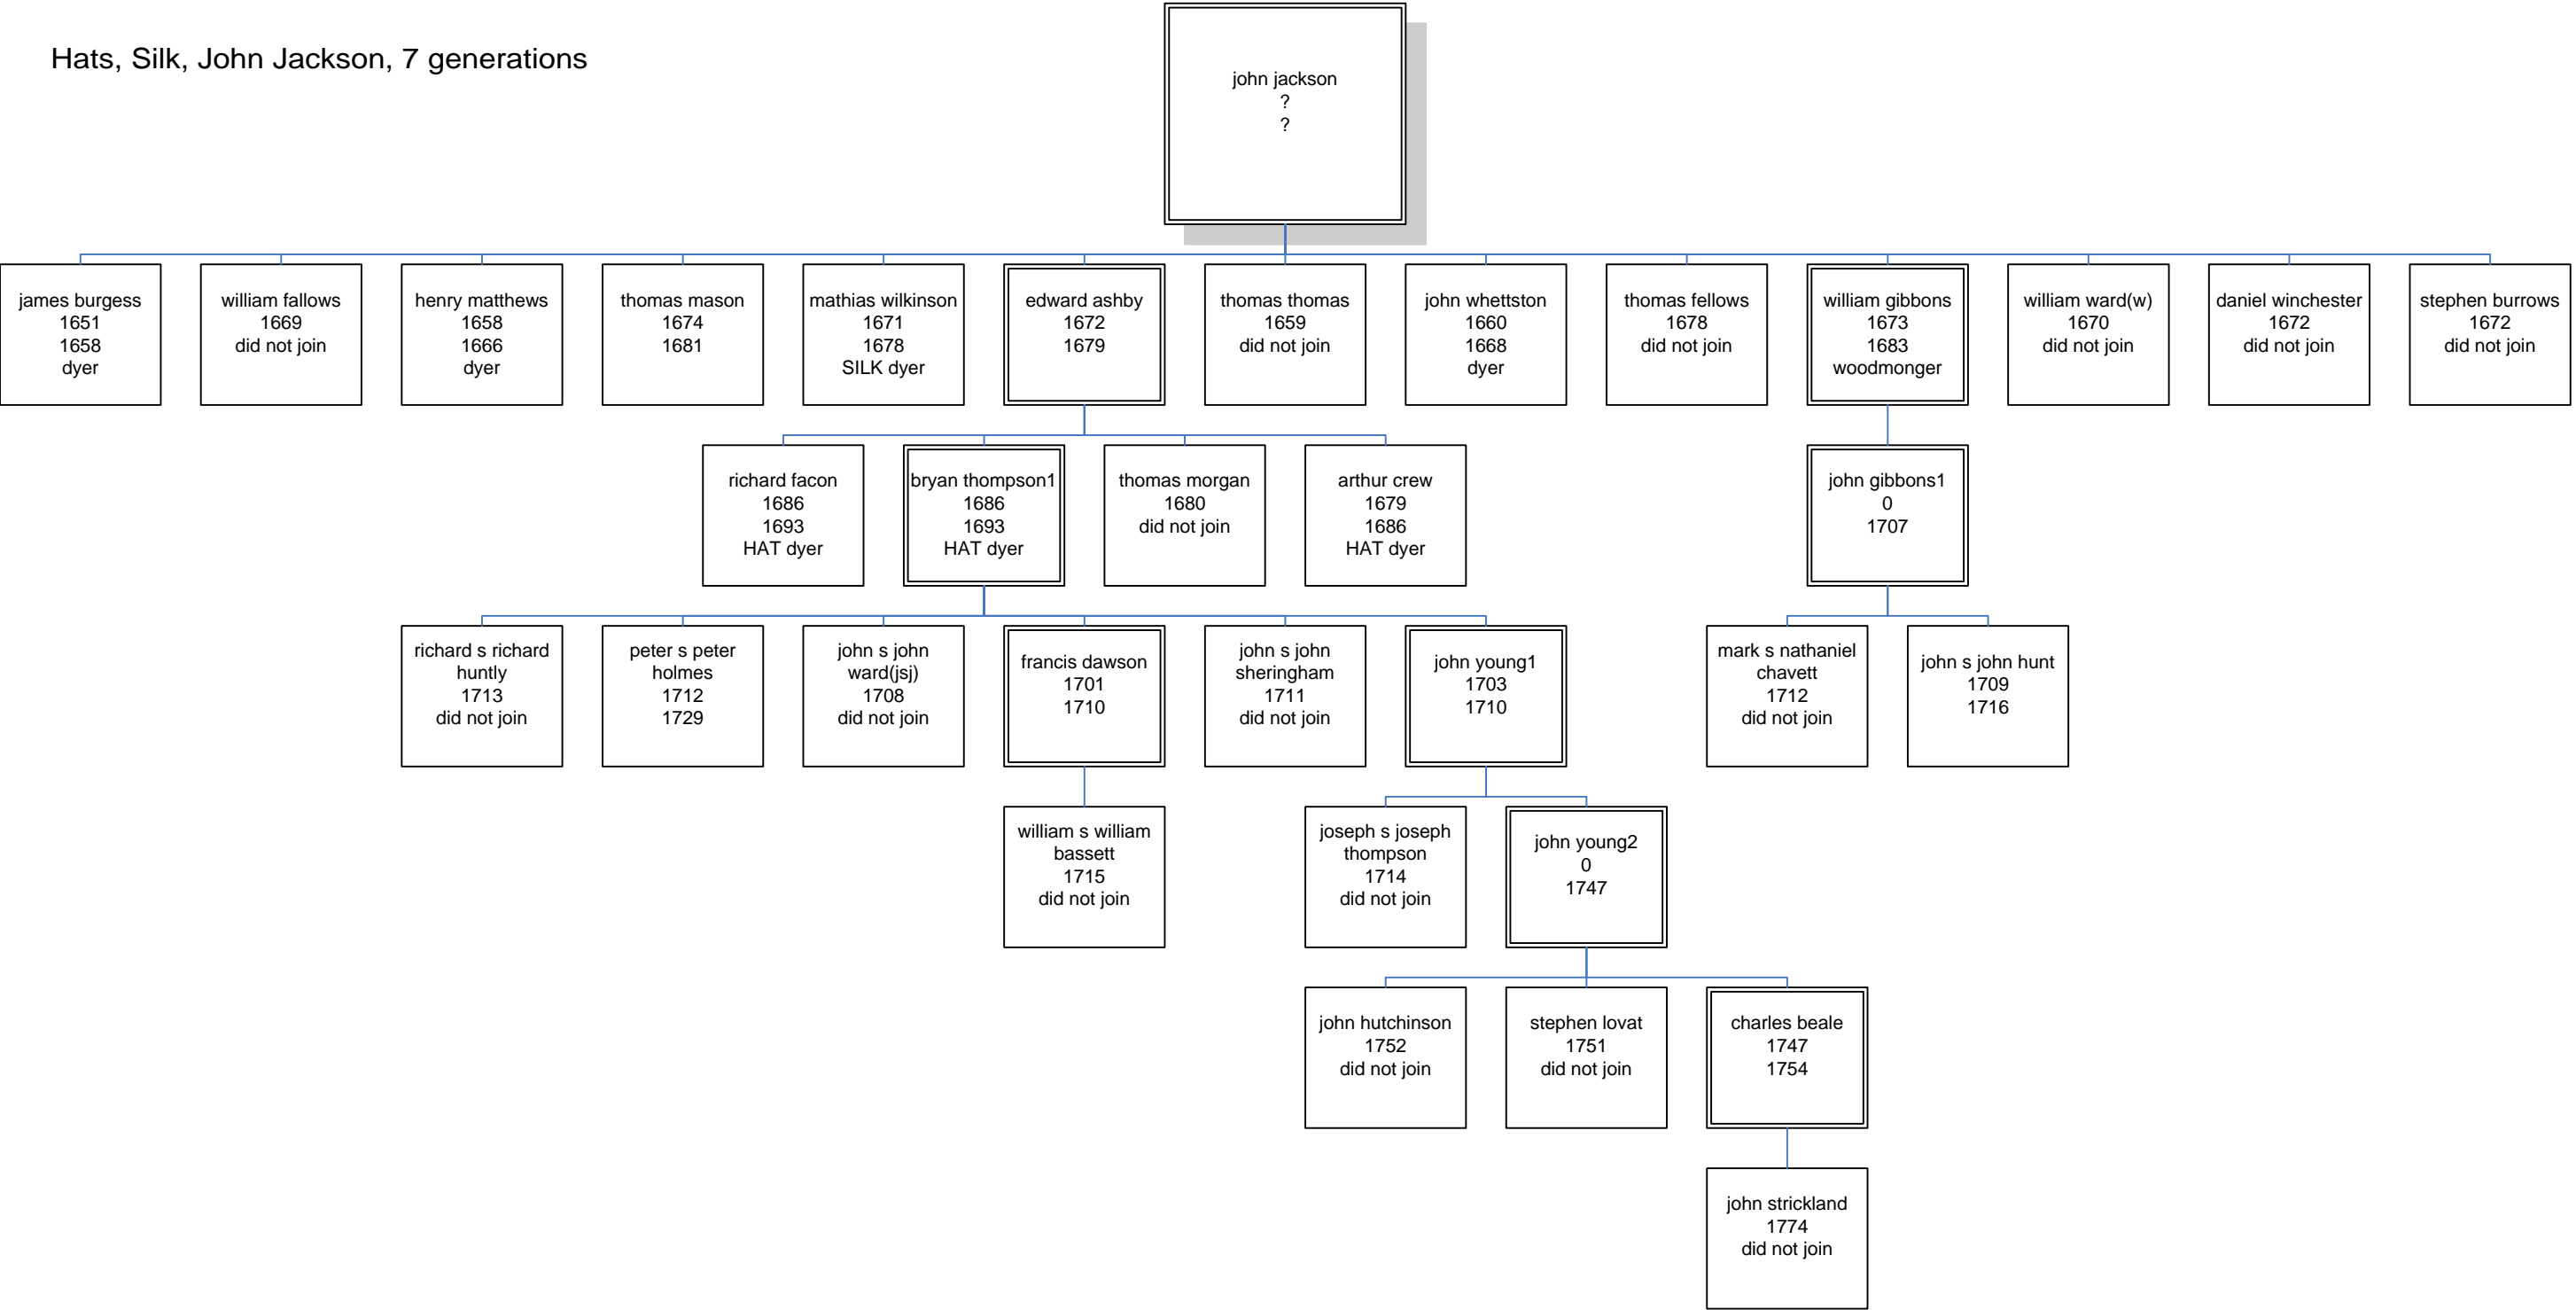 Hats, Silk, John Jackson, 7 generations
john jackson
?
?
james burgess
1651
1658
dyer
william fallows
1669
did not join
henry matthews
1658
1666
dyer
thomas mason
1674
1681
mathias wilkinson
1671
1678
SILK dyer
edward ashby
1672
1679
thomas thomas
1659
did not join
john whettston
1660
1668
dyer
thomas fellows
1678
did not join
william gibbons
1673
1683
woodmonger
william ward(w)
1670
did not join
daniel winchester
1672
did not join
stephen burrows
1672
did not join
richard facon
1686
1693
HAT dyer
bryan thompson1
1686
1693
HAT dyer
thomas morgan
1680
did not join
arthur crew
1679
1686
HAT dyer
john gibbons1
0
1707
richard s richard
huntly
1713
did not join
peter s peter
holmes
1712
1729
john s john
ward(jsj)
1708
did not join
francis dawson
1701
1710
john s john
sheringham
1711
did not join
john young1
1703
1710
mark s nathaniel
chavett
1712
did not join
john s john hunt
1709
1716
william s william
bassett
1715
did not join
joseph s joseph
thompson
1714
did not join
john young2
0
1747
john hutchinson
1752
did not join
stephen lovat
1751
did not join
charles beale
1747
1754
john strickland
1774
did not join